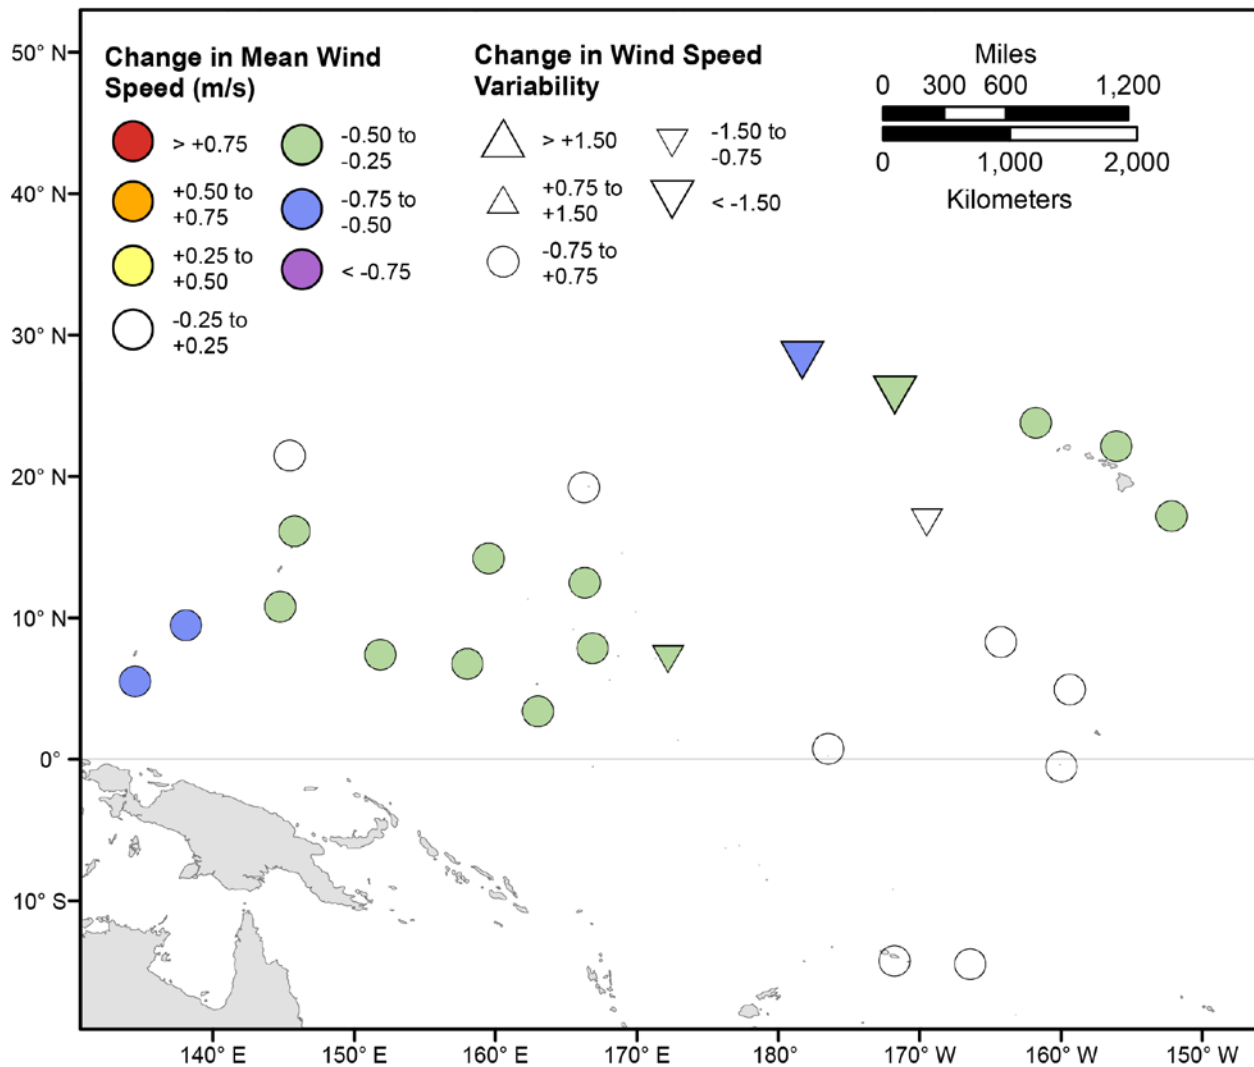 Change in Mean Wind
Speed (m/s)
> +0.75
+0.50 to
+0.75
+0.25 to
+0.50
-0.25 to
+0.25
-0.50 to
-0.25
-0.75 to
-0.50
< -0.75
Change in Wind Speed
Variability
> +1.50
+0.75 to
+1.50
-0.75 to
+0.75
-1.50 to
-0.75
< -1.50
Miles
0 300 600 1,200
0 1,000 2,000
Kilometers
50° N
40° N
30° N
20° N
10° N
0°
10° S
140° E 150° E 160° E 170° E 180° 170° W 160° W 150° W